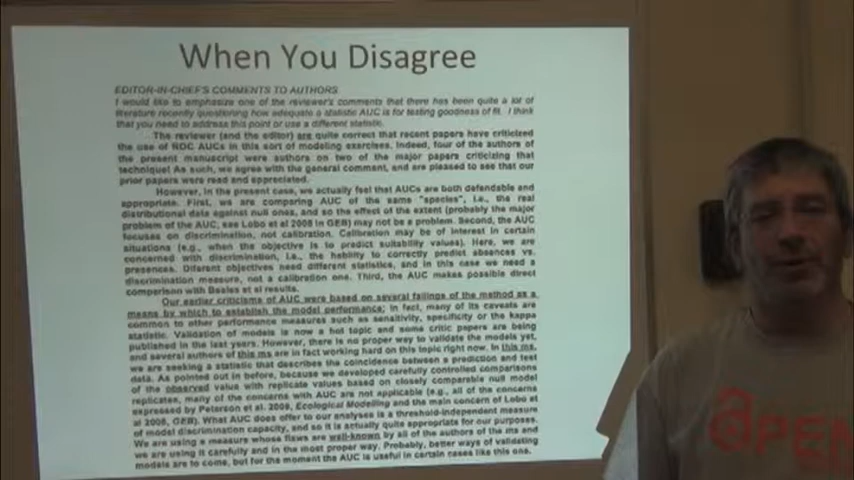 When You Disagree
EDITOR-IN-CHIEF'S COMMENTS TO AUTHORS
I would like to emphasize one of the reviewer's comments that there has been quite a lot of
literature recently questioning how adequate a statistic AUC is for testing goodness of fit. I think
that you need to address this point or use a different statistic.
The reviewer (and the editor) are quite correct that recent papers have criticized
the use of ROC AUCs in this sort of modeling exercises. Indeed, four of the authors of
the present manuscript were authors on two of the major papers criticizing that
technique! As such, we agree with the general comment, and are pleased to see that our
prior papers were read and appreciated.
However, in the present case, we actually feel that AUCs are both defendable and
appropriate. First, we are comparing AUC of the same "species", i.e., the real
distributional data against null ones, and so the effect of the extent (probably the major
problem of the AUC, see Lobo et al 2008 in GEB) may not be a problem. Second, the AUC
focuses on discrimination, not calibration. Calibration may be of interest in certain
situations (e.g., when the objective is to predict suitability values). Here, we are
concerned with discrimination, i.e., the hability to correctly predict absences vs.
presences. Diferent objectives need different statistics, and in this case we need a
discrimination measure, not a calibration one. Third, the AUC makes possible direct
comparison with Beales et al results.
Our earlier criticisms of AUC were based on several failings of the method as a
means by which to establish the model performance; in fact, many of its caveats are
common to other performance measures such as sensitivity, specificity or the kappa
statistic. Validation of models is now a hot topic and some critic papers are being
published in the last years. However, there is no proper way to validate the models yet,
and several authors of this ms are in fact working hard on this topic right now. In this ms,
we are seeking a statistic that describes the coincidence between a prediction and test
data. As pointed out in before, because we developed carefully controlled comparisons
of the observed value with replicate values based on closely comparable null model
replicates, many of the concerns with AUC are not applicable (e.g., all of the concerns
expressed by Peterson et al. 2008, Ecological Modelling and the main concern of Lobo et
al 2008, GEB). What AUC does offer to our analyses is a threshold-independent measure
of model discrimination capacity, and so it is actually quite appropriate for our purposes.
We are using a measure whose flaws are well-known by all of the authors of the ms and
we are using it carefully and in the most proper way. Probably, better ways of validating
models are to come, but for the moment the AUC is useful in certain cases like this one.
OPEN